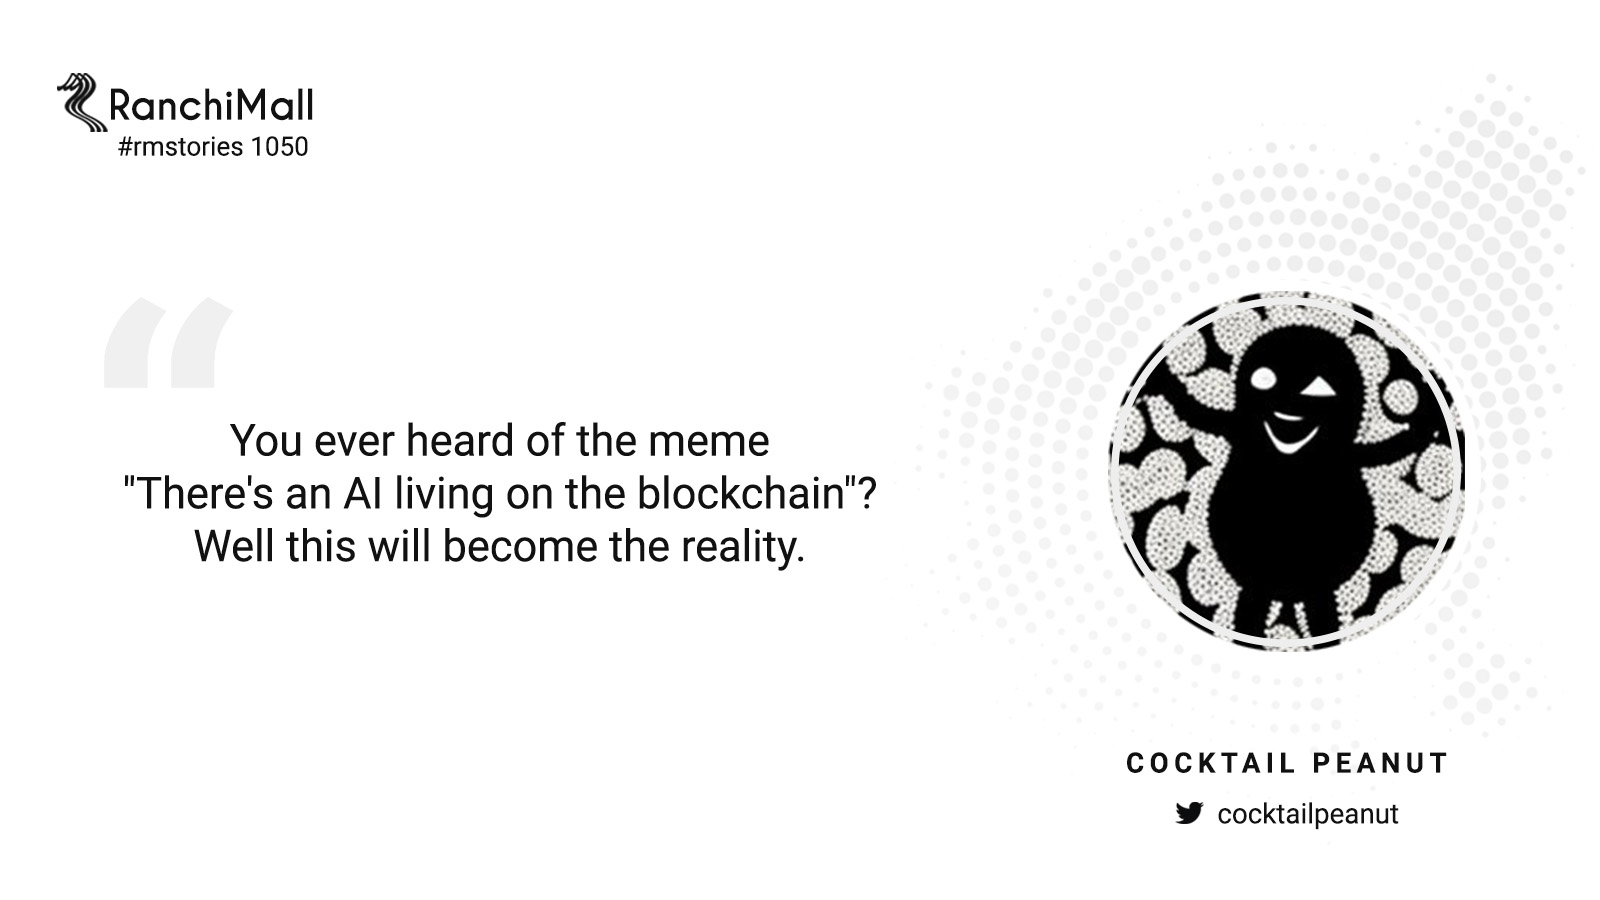 RanchiMall
#rmstories 1050
“
You ever heard of the meme
"There's an AI living on the blockchain"?
Well this will become the reality.
COCKTAIL PEANUT
cocktailpeanut